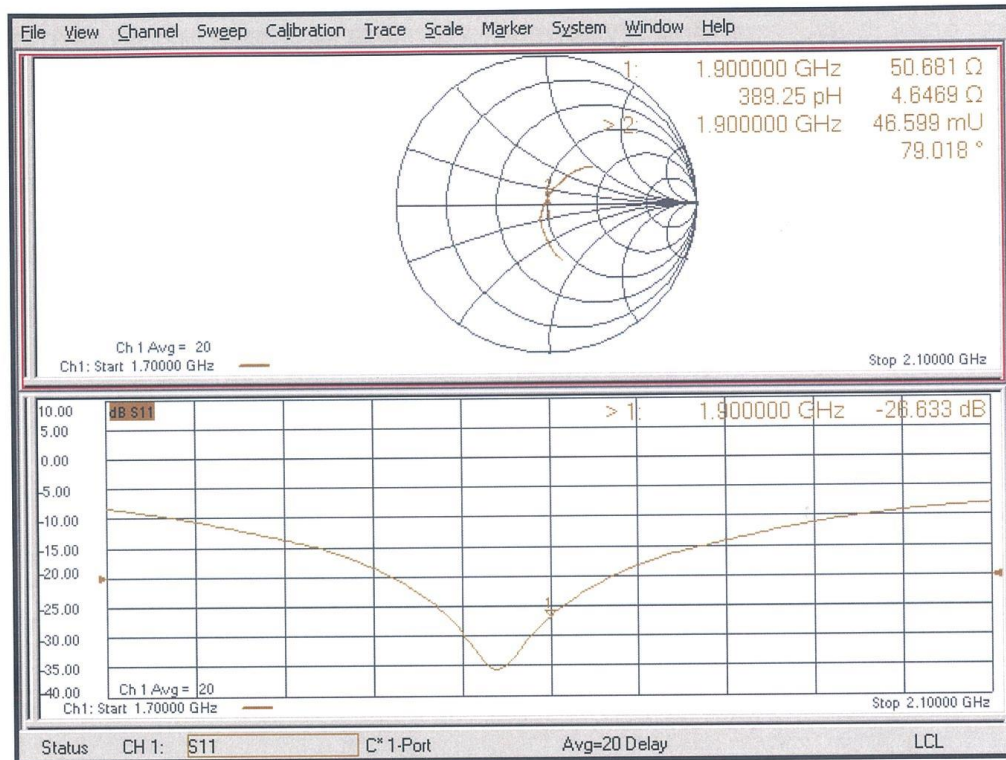 File View Channel Sweep Calibration Trace Scale Marker System Window Help
1: 1.900000 GHz 50.681 Ω
389.25 pH 4.6469 Ω
> 2: 1.900000 GHz 46.599 mU
79.018 °
1
Ch 1 Avg = 20
Ch1: Start 1.70000 GHz
Stop 2.10000 GHz
10.00 dB S11 > 1: 1.900000 GHz -26.633 dB
5.00
0.00
-5.00
-10.00
-15.00
-20.00
-25.00 1
-30.00
-35.00
-40.00
Ch 1 Avg = 20
Ch1: Start 1.70000 GHz
Stop 2.10000 GHz
Status CH 1: S11 C* 1-Port Avg=20 Delay LCL